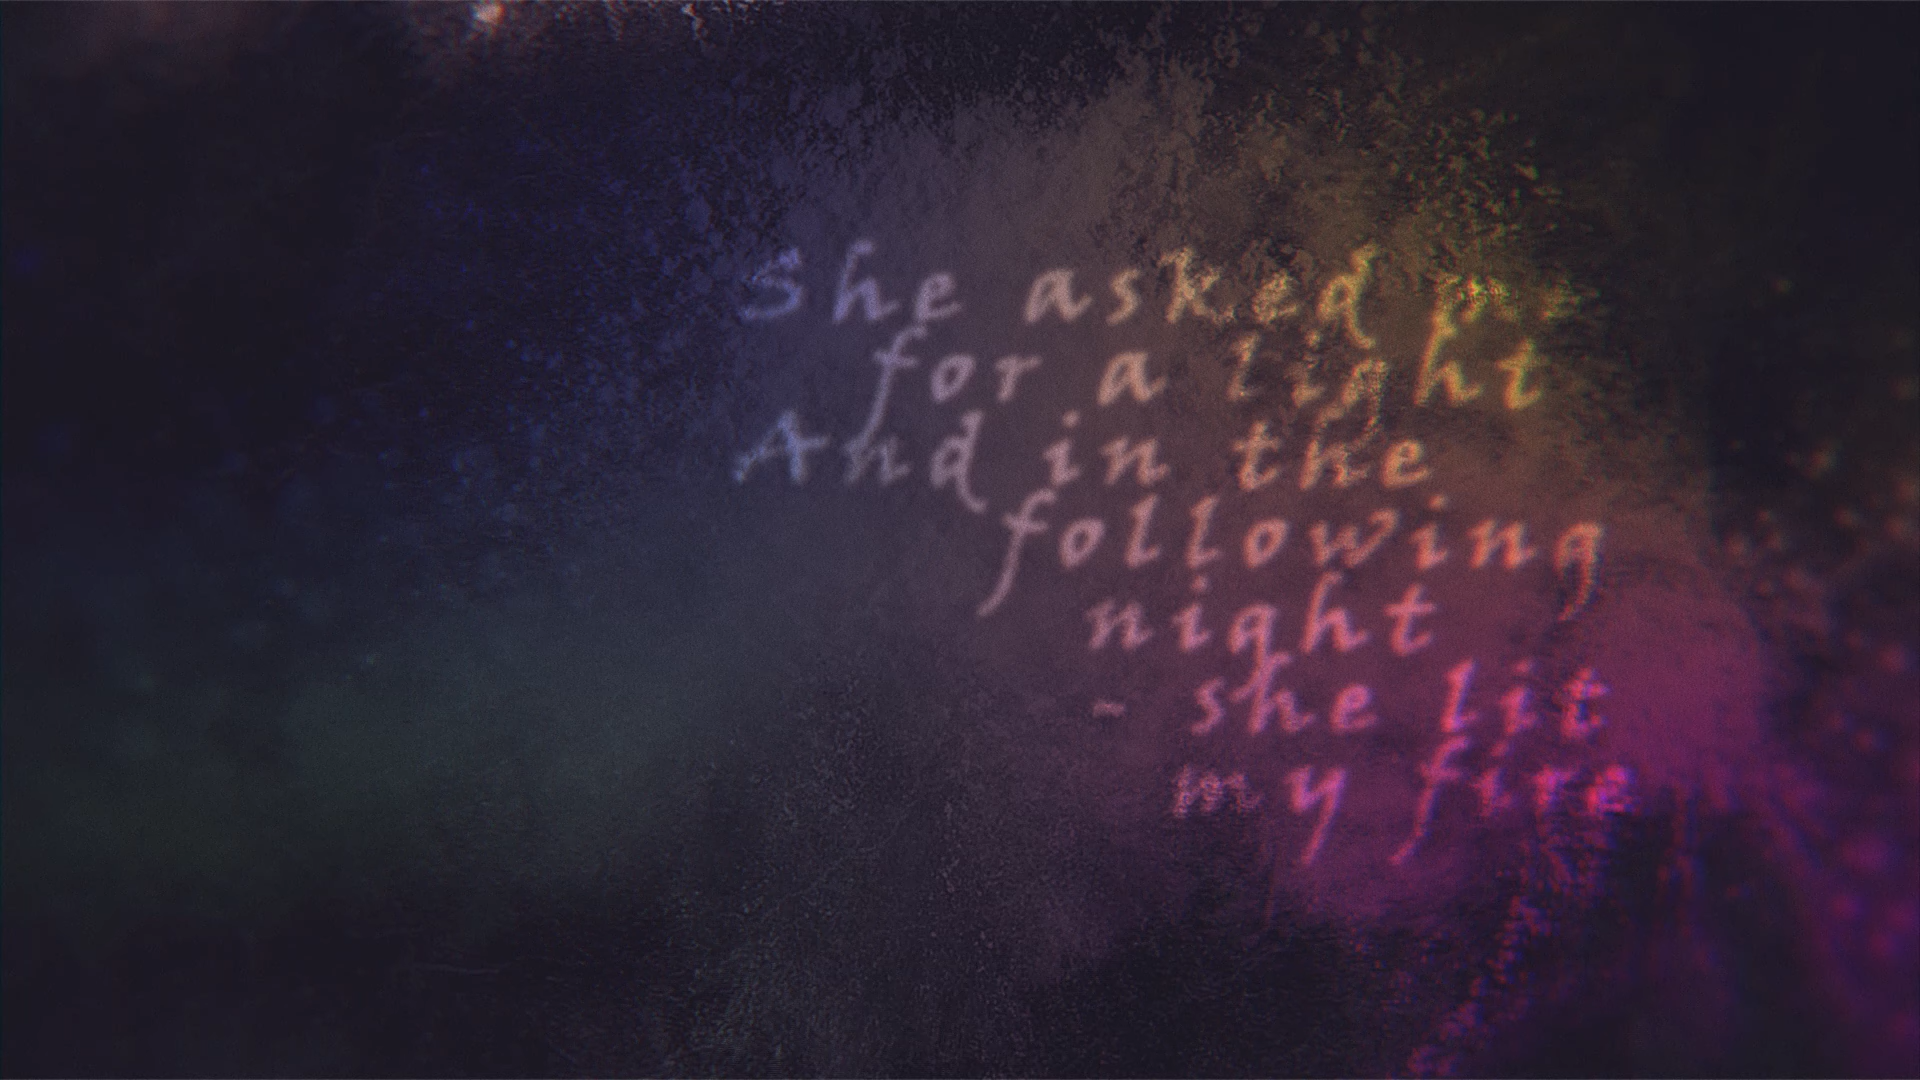 She asked me
for a light
And in the
following
night
- she lit
my fire